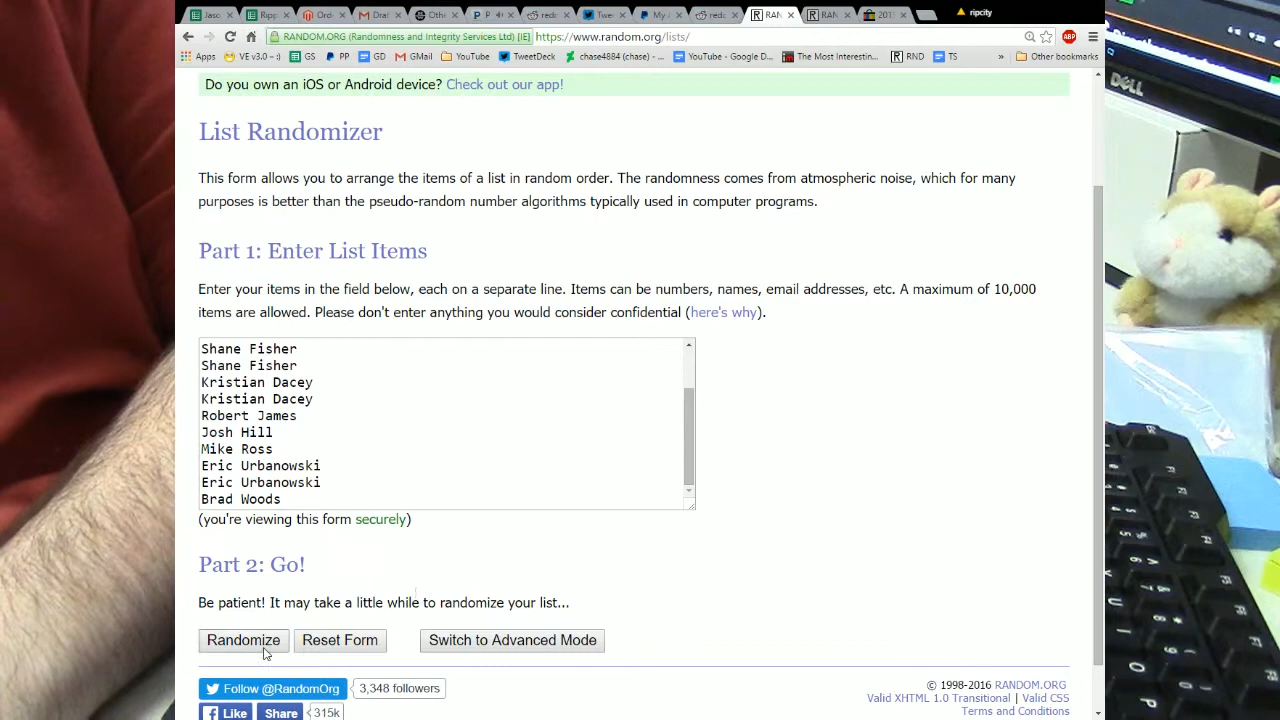 Jaso
Ripp
Orde
Draf
Othe
P
redd
Twee
My
redd
RAN
RAN
201
ripcity
RANDOM.ORG (Randomness and Integrity Services Ltd) [IE]
https://www.random.org/lists/
ABP
Apps
VE v3.0 – :)
GS
PP
GD
GMail
YouTube
TweetDeck
chase4884 (chase) - ...
YouTube - Google D...
The Most Interestin...
RND
TS
»
Other bookmarks
Do you own an iOS or Android device? Check out our app!
List Randomizer
This form allows you to arrange the items of a list in random order. The randomness comes from atmospheric noise, which for many
purposes is better than the pseudo-random number algorithms typically used in computer programs.
Part 1: Enter List Items
Enter your items in the field below, each on a separate line. Items can be numbers, names, email addresses, etc. A maximum of 10,000
items are allowed. Please don't enter anything you would consider confidential (here's why).
Shane Fisher
Shane Fisher
Kristian Dacey
Kristian Dacey
Robert James
Josh Hill
Mike Ross
Eric Urbanowski
Eric Urbanowski
Brad Woods
(you're viewing this form securely)
Part 2: Go!
Be patient! It may take a little while to randomize your list...
Randomize
Reset Form
Switch to Advanced Mode
Follow @RandomOrg
3,348 followers
Like
Share
315k
© 1998-2016 RANDOM.ORG
Valid XHTML 1.0 Transitional | Valid CSS
Terms and Conditions
DELL